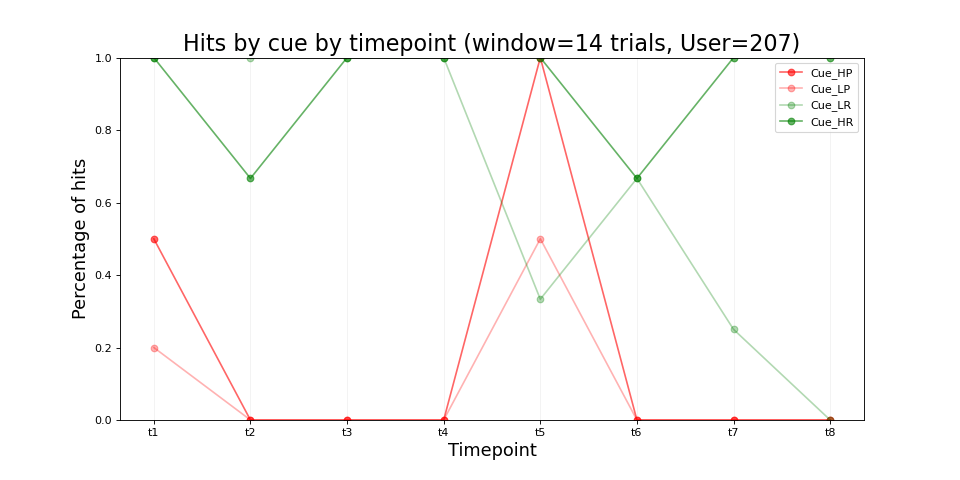 Hits by cue by timepoint (window=14 trials, User=207)
Cue_HP
Cue_LP
Cue_LR
Cue_HR
Percentage of hits
1.0
0.8
0.6
0.4
0.2
0.0
t1 t2 t3 t4 t5 t6 t7 t8
Timepoint